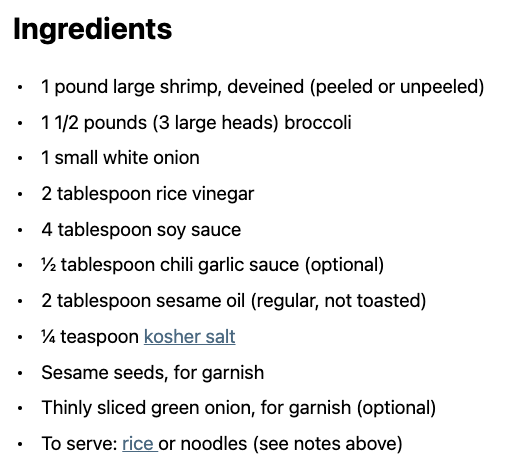 Ingredients
• 1 pound large shrimp, deveined (peeled or unpeeled)
• 1 1/2 pounds (3 large heads) broccoli
• 1 small white onion
• 2 tablespoon rice vinegar
• 4 tablespoon soy sauce
• ½ tablespoon chili garlic sauce (optional)
• 2 tablespoon sesame oil (regular, not toasted)
• ¼ teaspoon kosher salt
• Sesame seeds, for garnish
• Thinly sliced green onion, for garnish (optional)
• To serve: rice or noodles (see notes above)